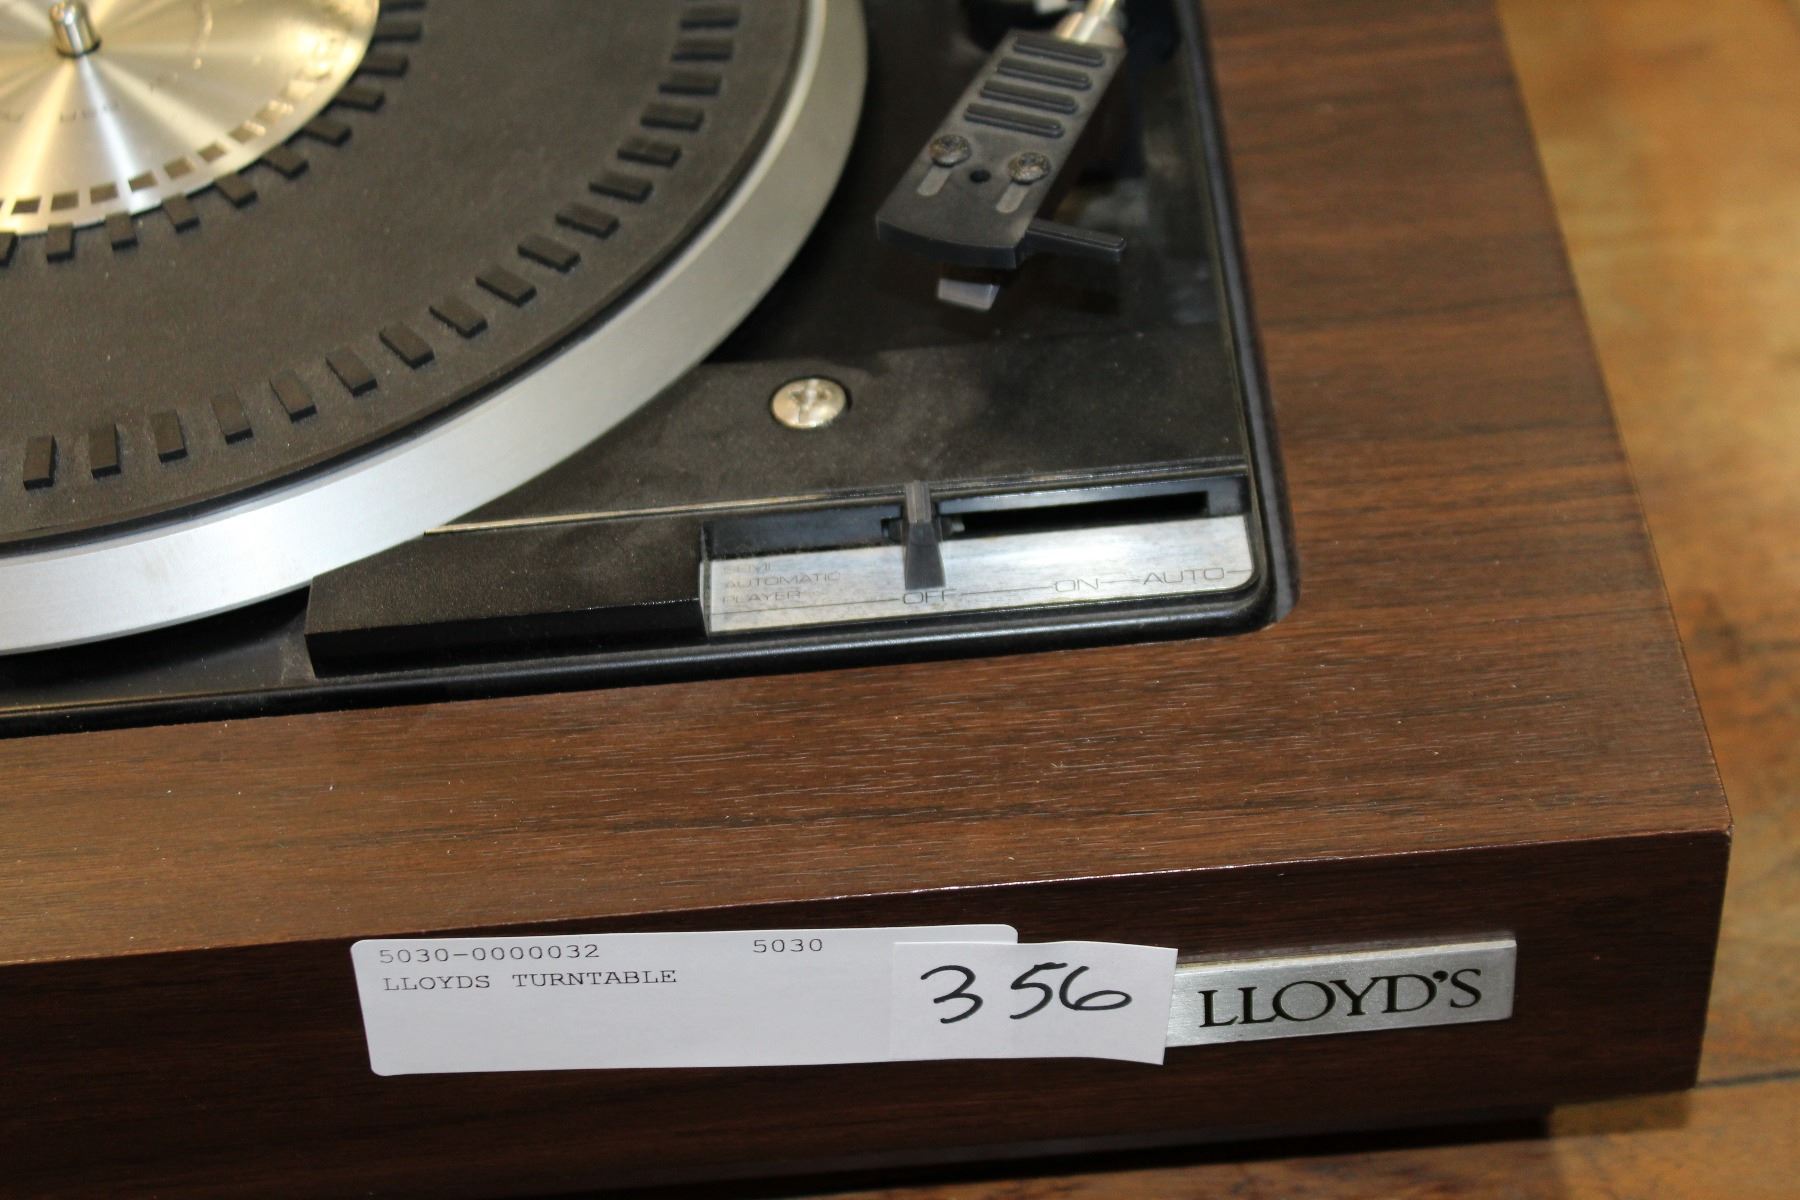 SEMI
AUTOMATIC
PLAYER
OFF ON AUTO
5030-0000032 5030
LLOYDS TURNTABLE
356
LLOYD'S